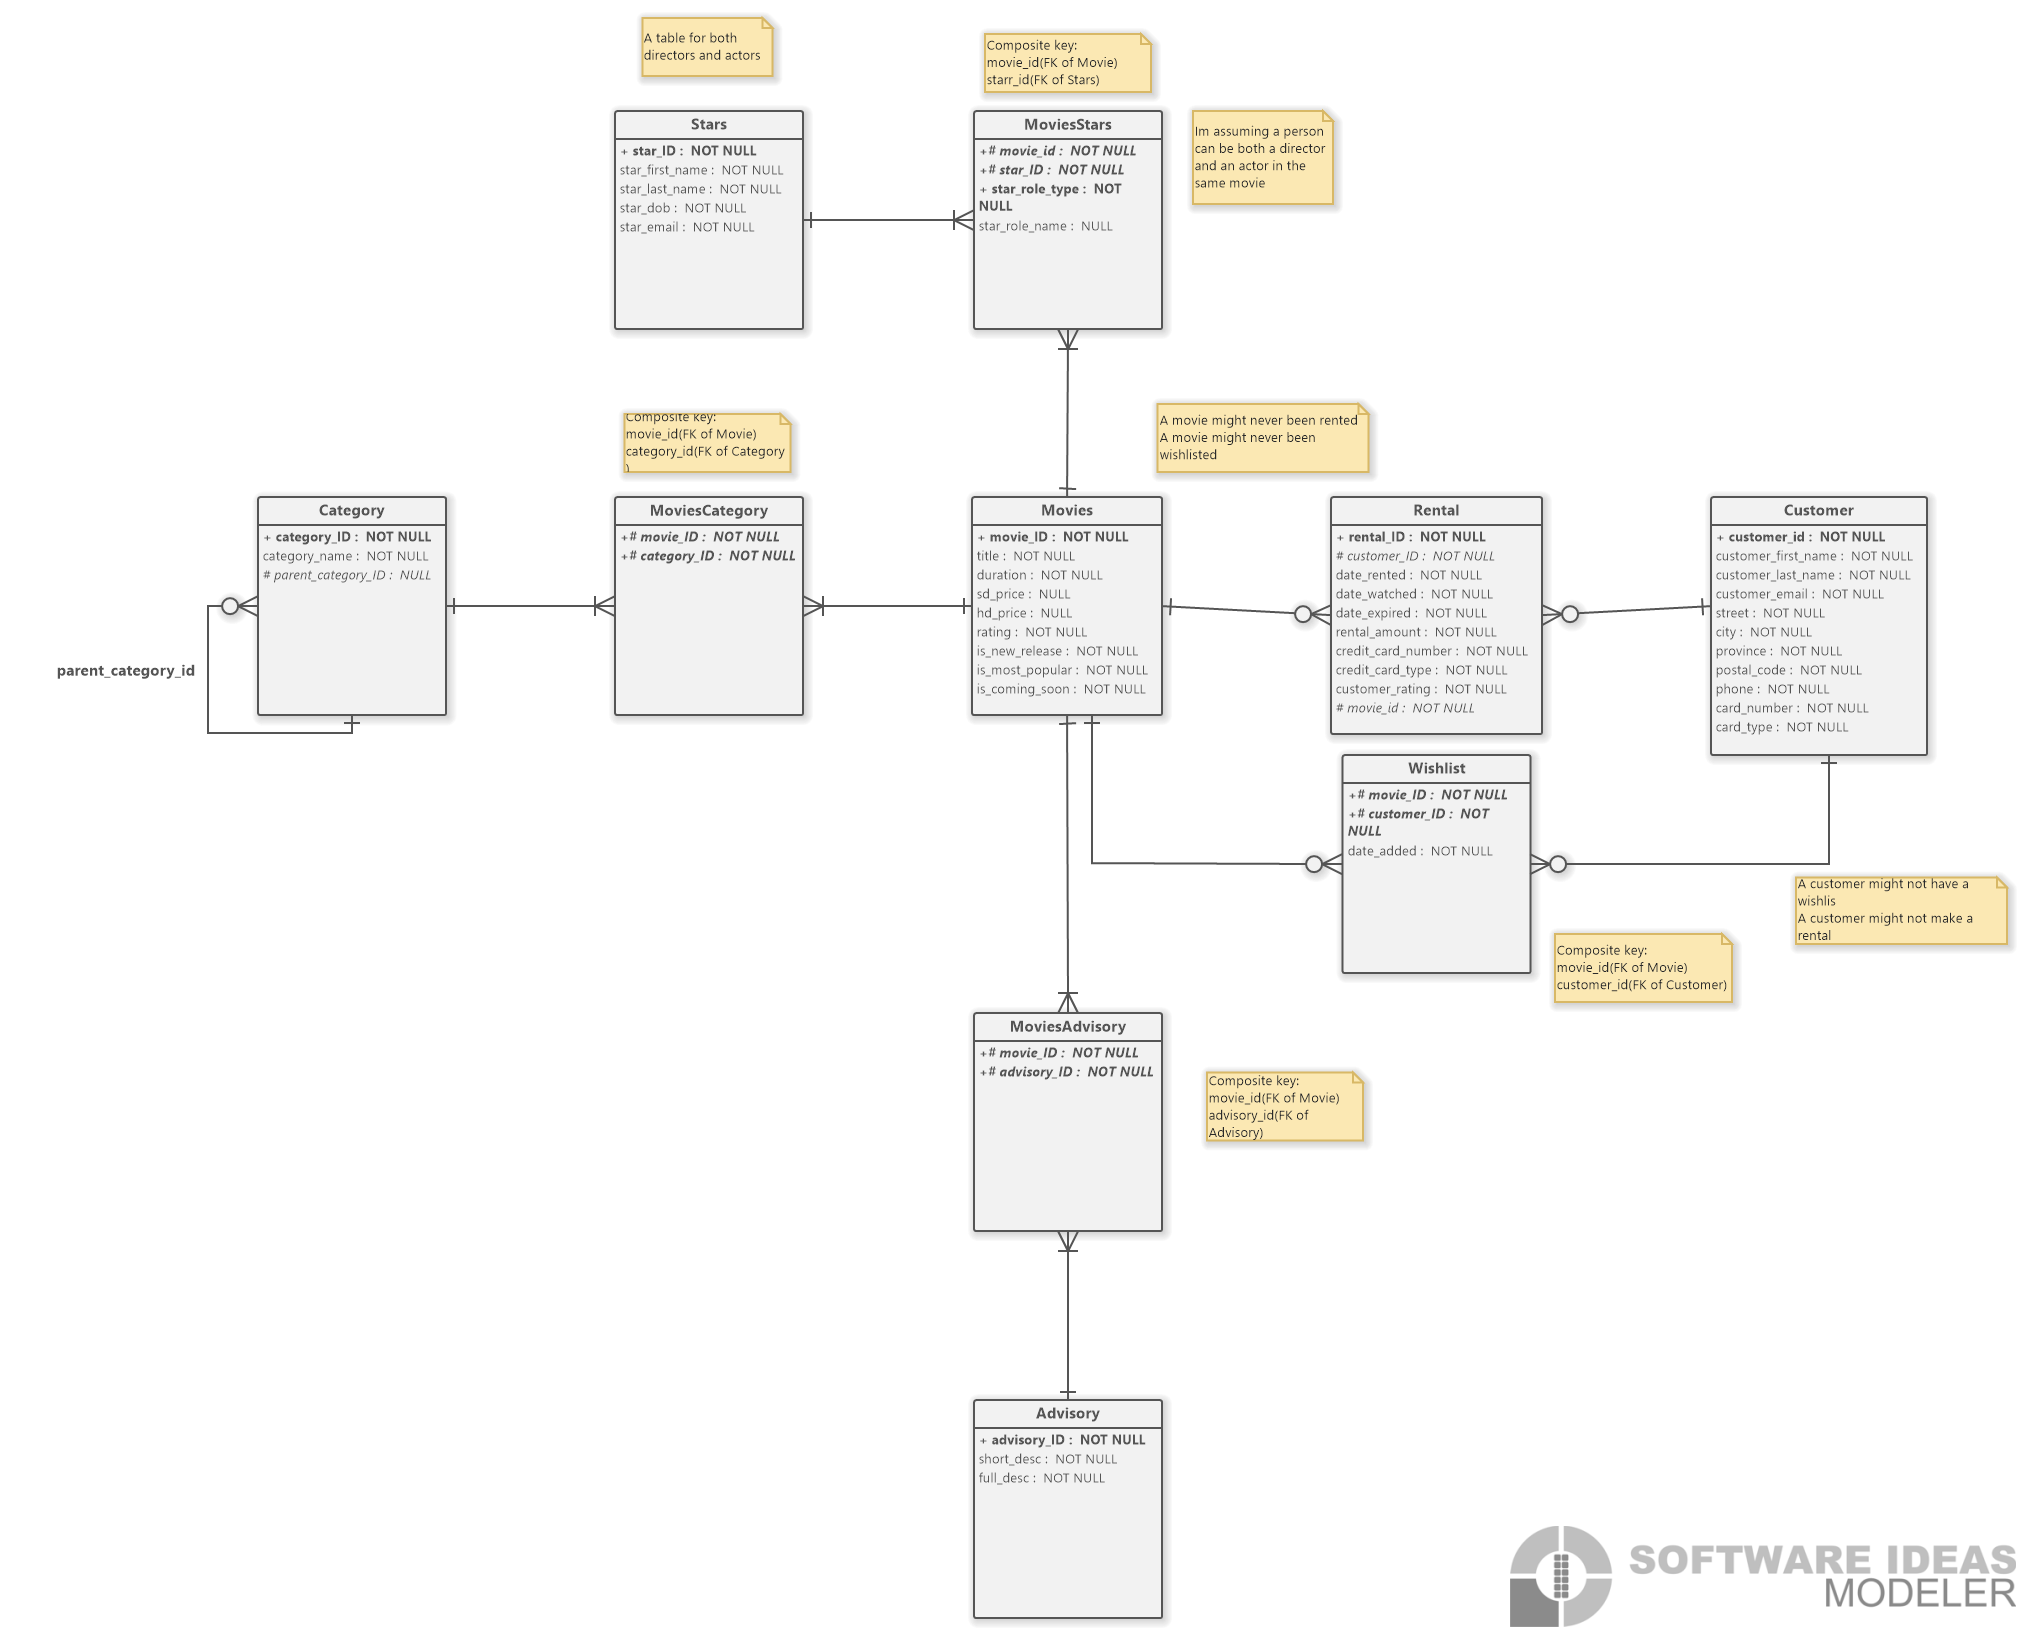 A table for both
directors and actors
Composite key:
movie_id(FK of Movie)
starr_id(FK of Stars)
Stars
+ star_ID :  NOT NULL
star_first_name :  NOT NULL
star_last_name :  NOT NULL
star_dob :  NOT NULL
star_email :  NOT NULL
MoviesStars
+# movie_id :  NOT NULL
+# star_ID :  NOT NULL
+ star_role_type :  NOT
NULL
star_role_name :  NULL
Im assuming a person
can be both a director
and an actor in the
same movie
Composite key:
movie_id(FK of Movie)
category_id(FK of Category
)
A movie might never been rented
A movie might never been
wishlisted
Category
+ category_ID :  NOT NULL
category_name :  NOT NULL
# parent_category_ID :  NULL
parent_category_id
MoviesCategory
+# movie_ID :  NOT NULL
+# category_ID :  NOT NULL
Movies
+ movie_ID :  NOT NULL
title :  NOT NULL
duration :  NOT NULL
sd_price :  NULL
hd_price :  NULL
rating :  NOT NULL
is_new_release :  NOT NULL
is_most_popular :  NOT NULL
is_coming_soon :  NOT NULL
Rental
+ rental_ID :  NOT NULL
# customer_ID :  NOT NULL
date_rented :  NOT NULL
date_watched :  NOT NULL
date_expired :  NOT NULL
rental_amount :  NOT NULL
credit_card_number :  NOT NULL
credit_card_type :  NOT NULL
customer_rating :  NOT NULL
# movie_id :  NOT NULL
Customer
+ customer_id :  NOT NULL
customer_first_name :  NOT NULL
customer_last_name :  NOT NULL
customer_email :  NOT NULL
street :  NOT NULL
city :  NOT NULL
province :  NOT NULL
postal_code :  NOT NULL
phone :  NOT NULL
card_number :  NOT NULL
card_type :  NOT NULL
Wishlist
+# movie_ID :  NOT NULL
+# customer_ID :  NOT
NULL
date_added :  NOT NULL
A customer might not have a
wishlis
A customer might not make a
rental
Composite key:
movie_id(FK of Movie)
customer_id(FK of Customer)
MoviesAdvisory
+# movie_ID :  NOT NULL
+# advisory_ID :  NOT NULL
Composite key:
movie_id(FK of Movie)
advisory_id(FK of
Advisory)
Advisory
+ advisory_ID :  NOT NULL
short_desc :  NOT NULL
full_desc :  NOT NULL
SOFTWARE IDEAS
MODELER